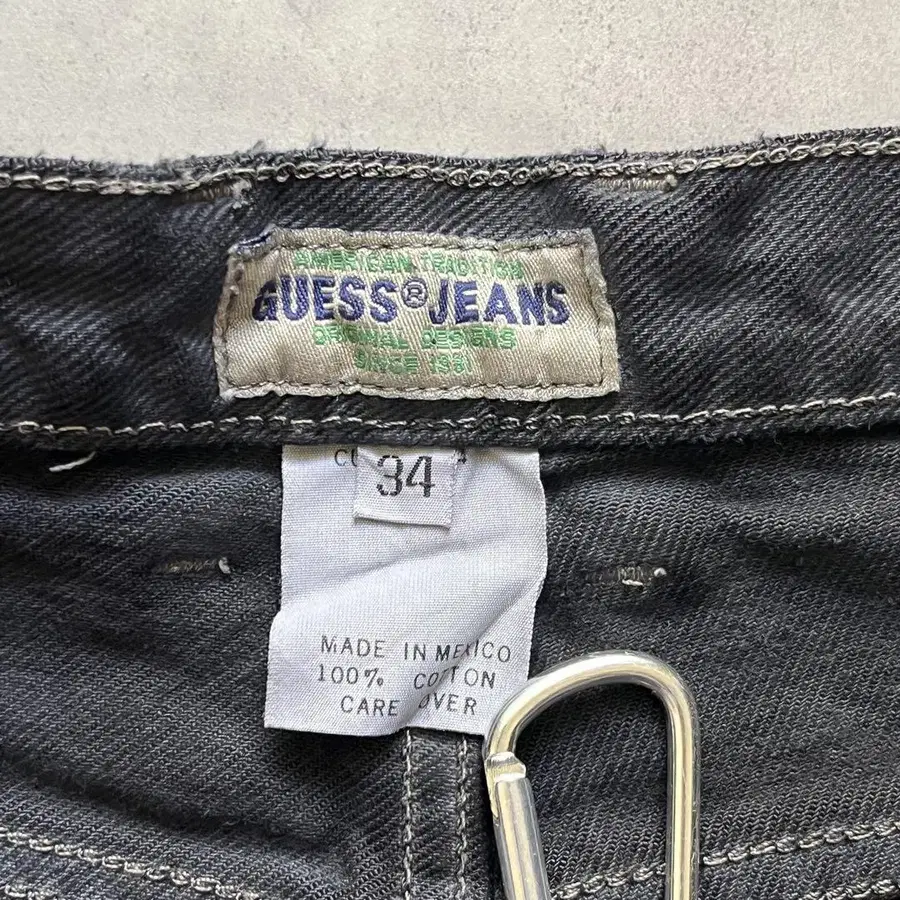 AMERICAN TRADITION
GUESS® JEANS
ORIGINAL DESIGNS
SINCE 1981
34
MADE IN MEXICO
100% COTTON
CARE OVER